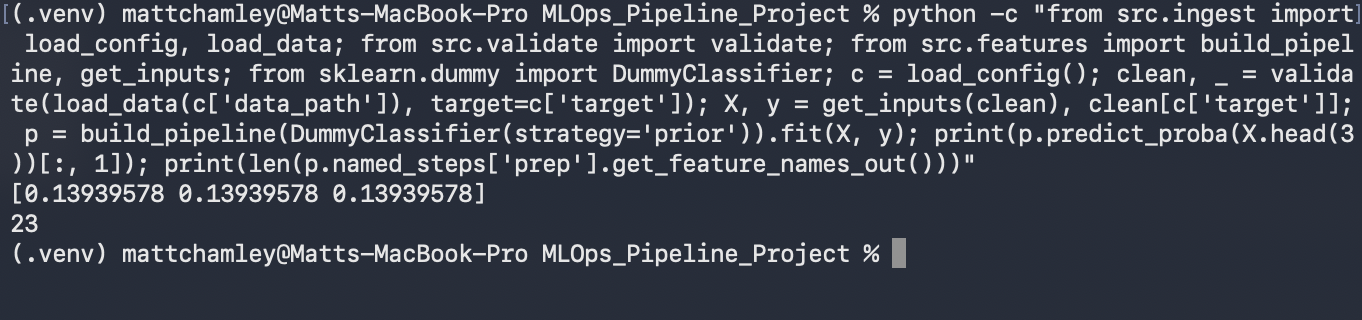 [(.venv) mattchamley@Matts-MacBook-Pro MLOps_Pipeline_Project % python -c "from src.ingest import]
 load_config, load_data; from src.validate import validate; from src.features import build_pipel
ine, get_inputs; from sklearn.dummy import DummyClassifier; c = load_config(); clean, _ = valida
te(load_data(c['data_path']), target=c['target']); X, y = get_inputs(clean), clean[c['target']];
 p = build_pipeline(DummyClassifier(strategy='prior')).fit(X, y); print(p.predict_proba(X.head(3
))[:, 1]); print(len(p.named_steps['prep'].get_feature_names_out()))"
[0.13939578 0.13939578 0.13939578]
23
(.venv) mattchamley@Matts-MacBook-Pro MLOps_Pipeline_Project %